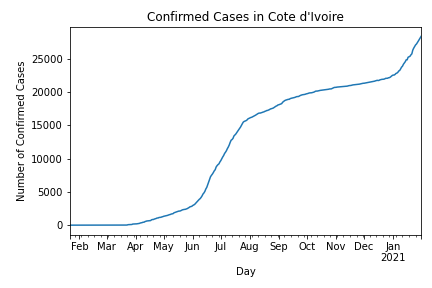 Confirmed Cases in Cote d'Ivoire
Number of Confirmed Cases
25000
20000
15000
10000
5000
0
Feb Mar Apr May Jun Jul Aug Sep Oct Nov Dec Jan
2021
Day